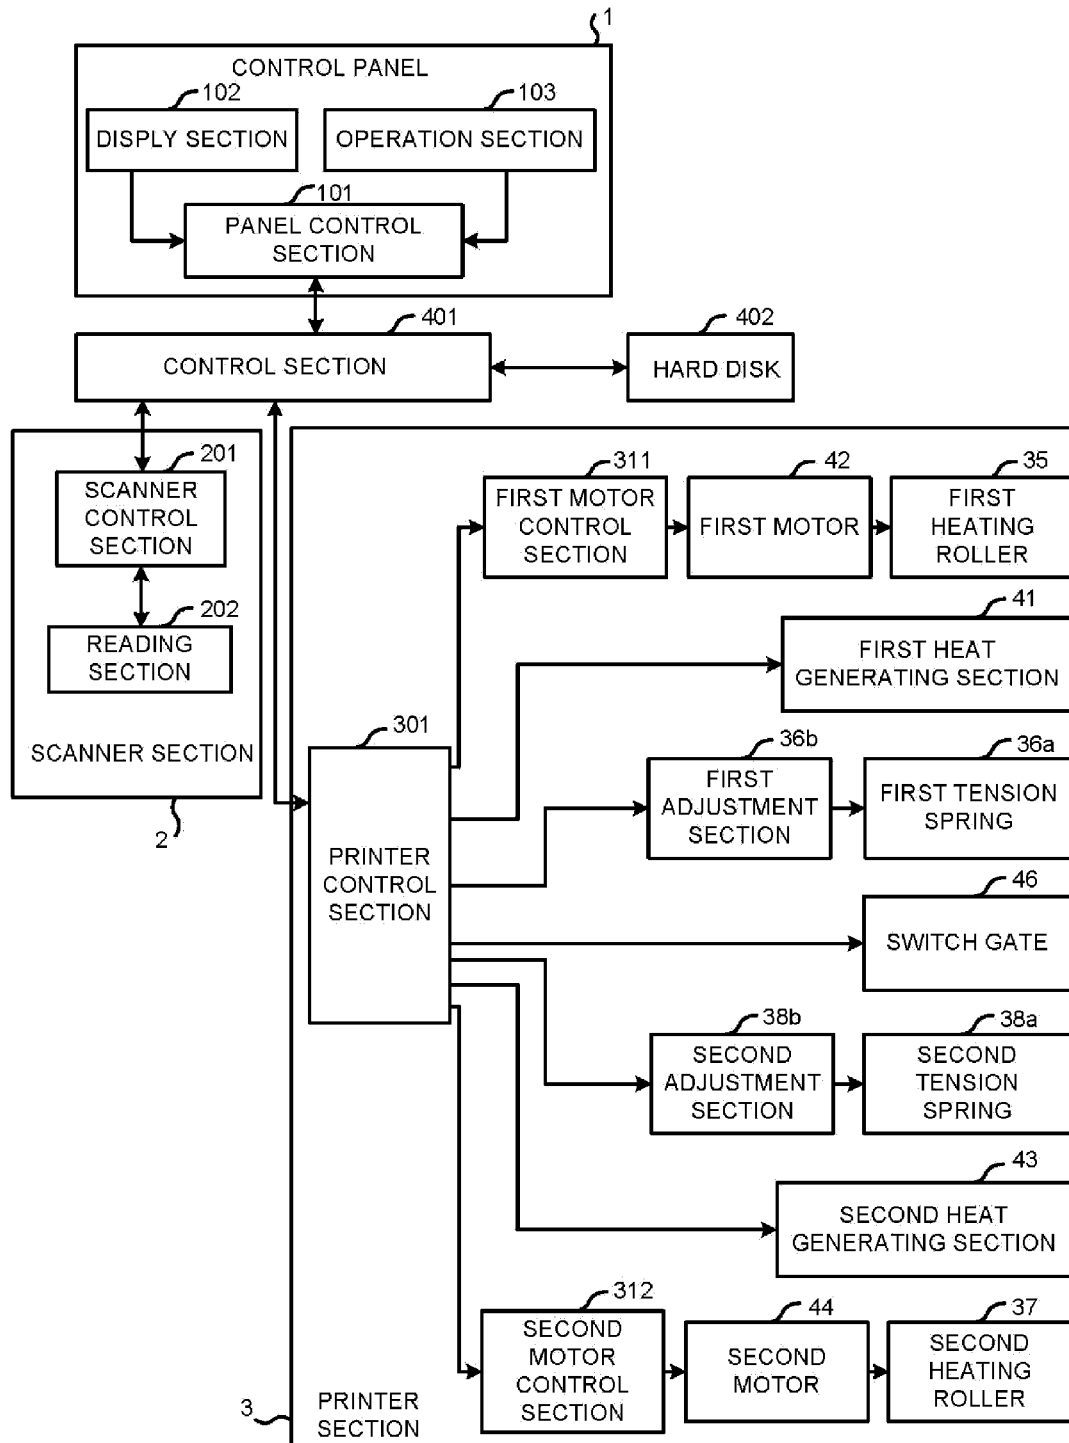 1
CONTROL PANEL
102
103
DISPLY SECTION
OPERATION SECTION
101
PANEL CONTROL
SECTION
401
402
CONTROL SECTION
HARD DISK
201
SCANNER
CONTROL
SECTION
202
READING
SECTION
SCANNER SECTION
2
311
42
35
FIRST MOTOR
CONTROL
SECTION
FIRST MOTOR
FIRST
HEATING
ROLLER
41
FIRST HEAT
GENERATING SECTION
301
PRINTER
CONTROL
SECTION
36b
36a
FIRST
ADJUSTMENT
SECTION
FIRST TENSION
SPRING
46
SWITCH GATE
38b
38a
SECOND
ADJUSTMENT
SECTION
SECOND
TENSION
SPRING
43
SECOND HEAT
GENERATING SECTION
312
44
37
SECOND
MOTOR
CONTROL
SECTION
SECOND
MOTOR
SECOND
HEATING
ROLLER
3
PRINTER
SECTION